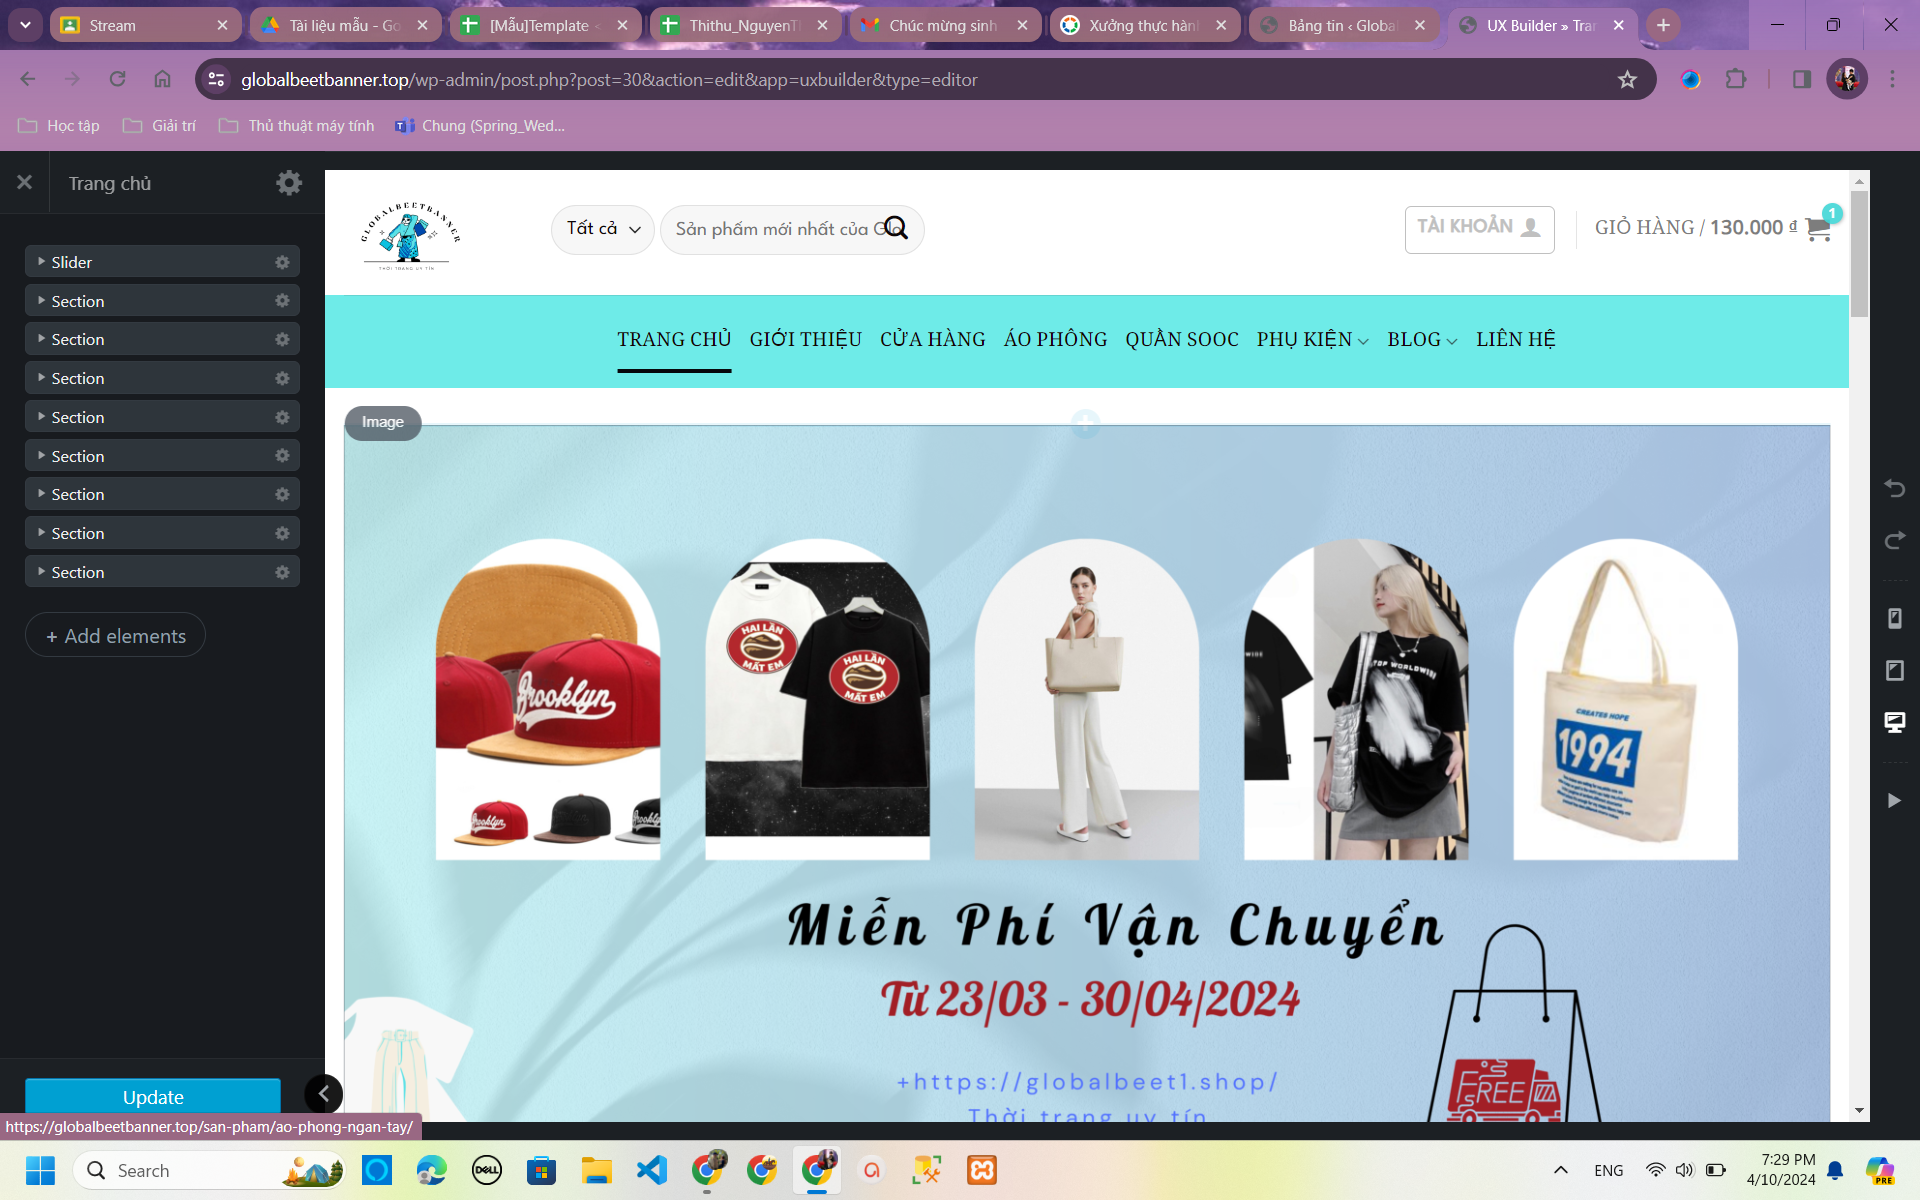 Stream
Tài liệu mẫu - Go
[Mẫu]Template
Thithu_NguyenT
Chúc mừng sinh
Xưởng thực hàn
Bảng tin ‹ Global
UX Builder » Tran
globalbeetbanner.top/wp-admin/post.php?post=30&action=edit&app=uxbuilder&type=editor
Học tập
Giải trí
Thủ thuật máy tính
Chung (Spring_Wed...
Trang chủ
Slider
Section
Section
Section
Section
Section
Section
Section
Section
+ Add elements
Update
https://globalbeetbanner.top/san-pham/ao-phong-ngan-tay/
GLOBALBEETBANNER
THỜI TRANG UY TÍN
Tất cả
Sản phẩm mới nhất của Glo
TÀI KHOẢN
GIỎ HÀNG / 130.000 ₫
1
TRANG CHỦ
GIỚI THIỆU
CỬA HÀNG
ÁO PHÔNG
QUẦN SOOC
PHỤ KIỆN
BLOG
LIÊN HỆ
Image
Brooklyn
HAI LẦN
MẤT EM
HAI LẦN
MẤT EM
TOP WORLDWIDE
CREATES HOPE
1994
Miễn Phí Vận Chuyển
Từ 23/03 - 30/04/2024
+https://globalbeet1.shop/
Thời trang uy tín
FREE
Search
DELL
ENG
7:29 PM
4/10/2024
PRE